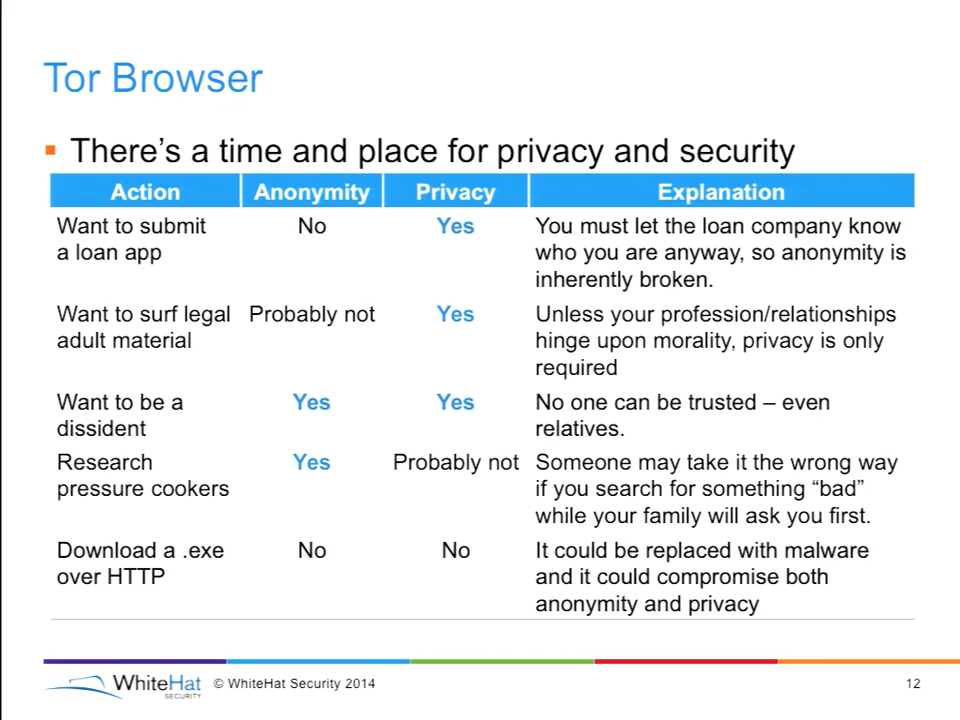 Tor Browser
▪ There's a time and place for privacy and security
Action Anonymity Privacy Explanation
Want to submit No Yes You must let the loan company know
a loan app who you are anyway, so anonymity is
inherently broken.
Want to surf legal Probably not Yes Unless your profession/relationships
adult material hinge upon morality, privacy is only
required
Want to be a Yes Yes No one can be trusted – even
dissident relatives.
Research Yes Probably not Someone may take it the wrong way
pressure cookers if you search for something “bad”
while your family will ask you first.
Download a .exe No No It could be replaced with malware
over HTTP and it could compromise both
anonymity and privacy
WhiteHat © WhiteHat Security 2014 12
SECURITY